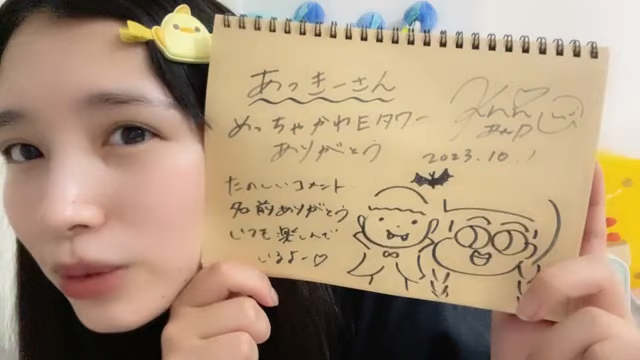 あっきーさん
めっちゃかわEタワー
ありがとう
2023.10.1
たのしいコメント
名前ありがとう
いつも楽しんで
いるよー♡